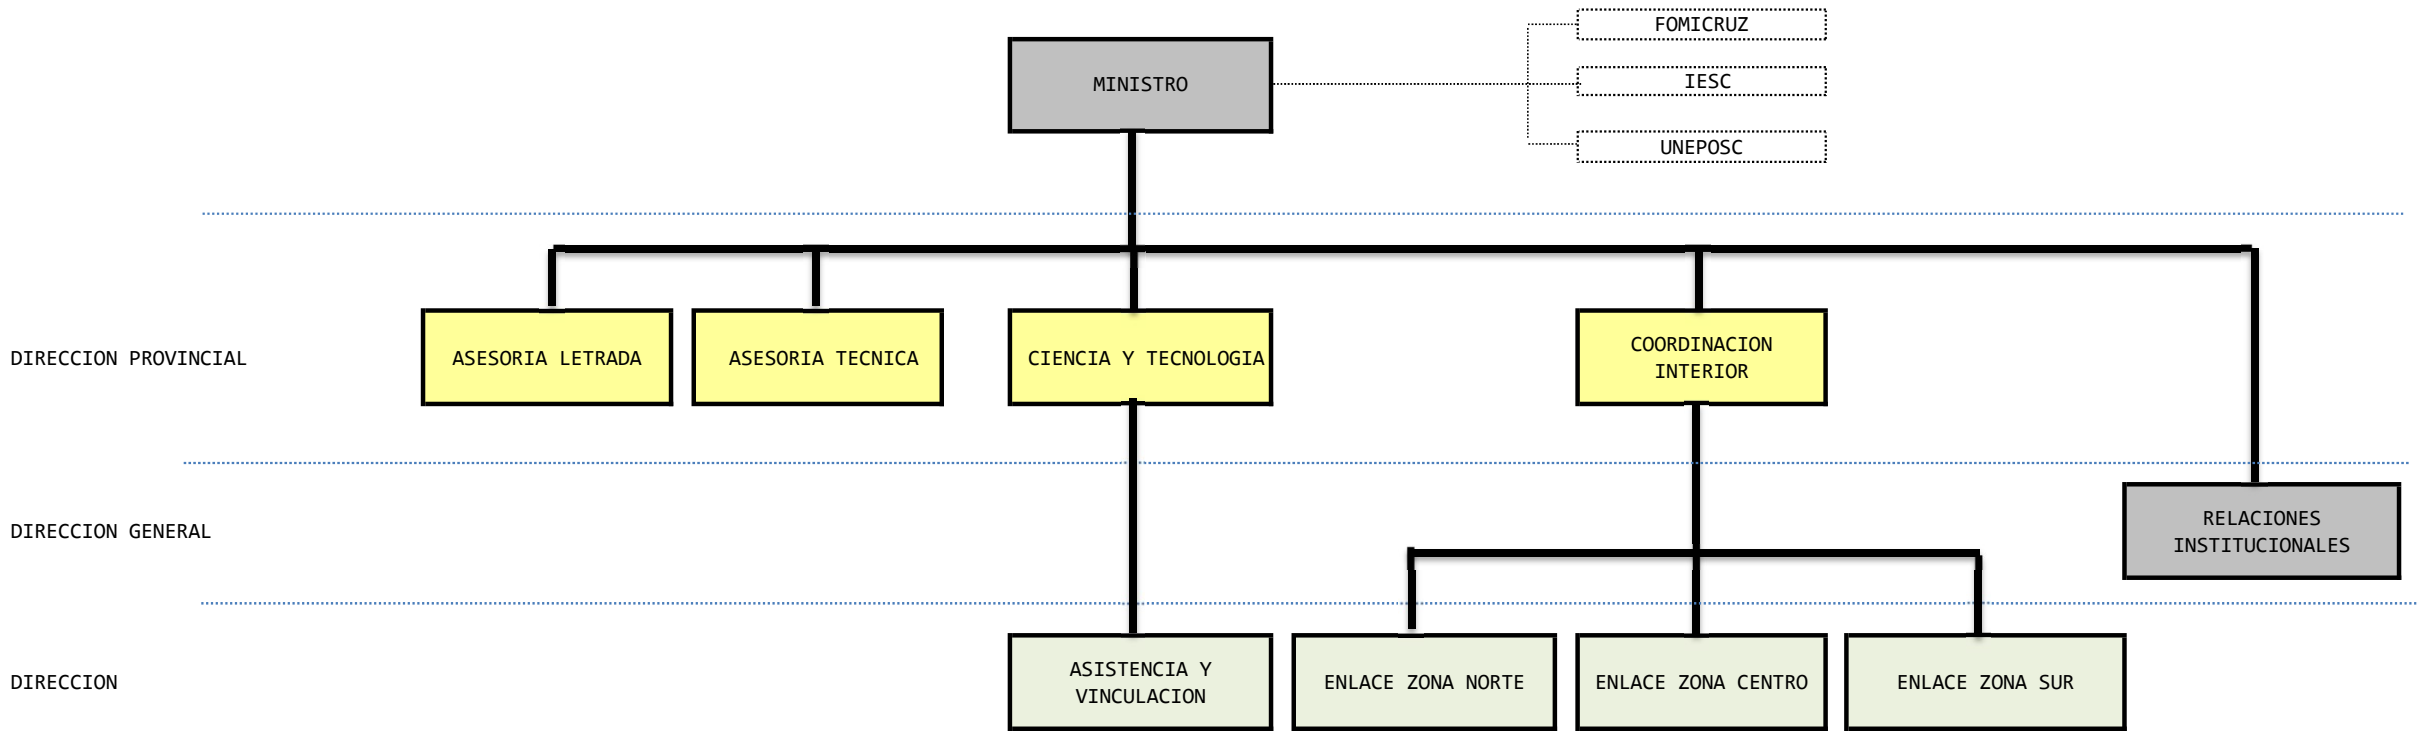 FOMICRUZ
MINISTRO
IESC
UNEPOSC
DIRECCION PROVINCIAL
ASESORIA LETRADA
ASESORIA TECNICA
CIENCIA Y TECNOLOGIA
COORDINACION
INTERIOR
DIRECCION GENERAL
RELACIONES
INSTITUCIONALES
DIRECCION
ASISTENCIA Y
VINCULACION
ENLACE ZONA NORTE
ENLACE ZONA CENTRO
ENLACE ZONA SUR